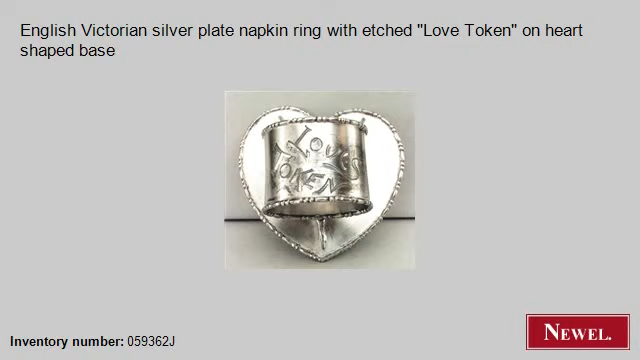 English Victorian silver plate napkin ring with etched "Love Token" on heart
shaped base
LOVES
TOKEN
Inventory number: 059362J
NEWEL.